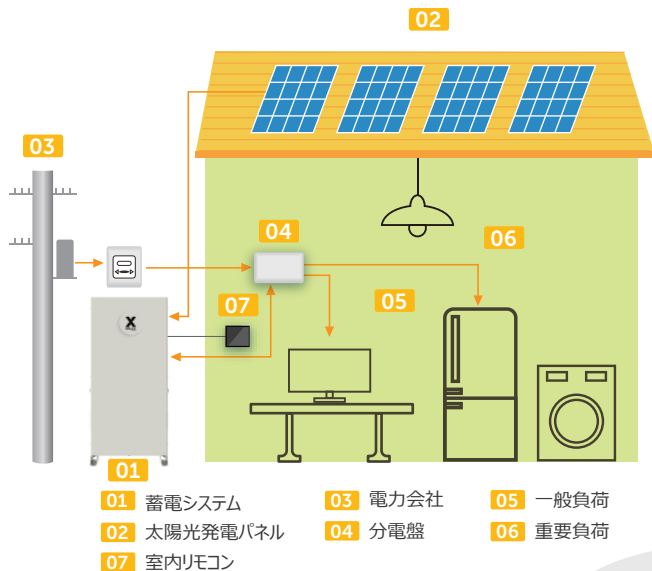 02
03
04
06
07
05
X
01
01 蓄電システム
03 電力会社
05 一般負荷
02 太陽光発電パネル
04 分電盤
06 重要負荷
07 室内リモコン